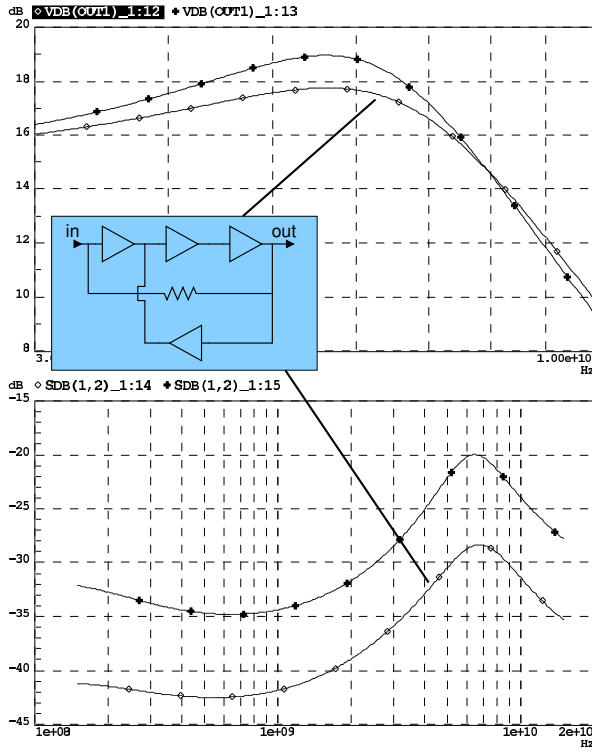 dB ◇ VDB(OUT1)_1:12 ✚ VDB(OUT1)_1:13
20
18
16
14
12
10
8
in out
1.00e+10
Hz
dB ◇ SDB(1,2)_1:14 ✚ SDB(1,2)_1:15
-15
-20
-25
-30
-35
-40
-45
1e+08 1e+09 1e+10 2e+10
Hz